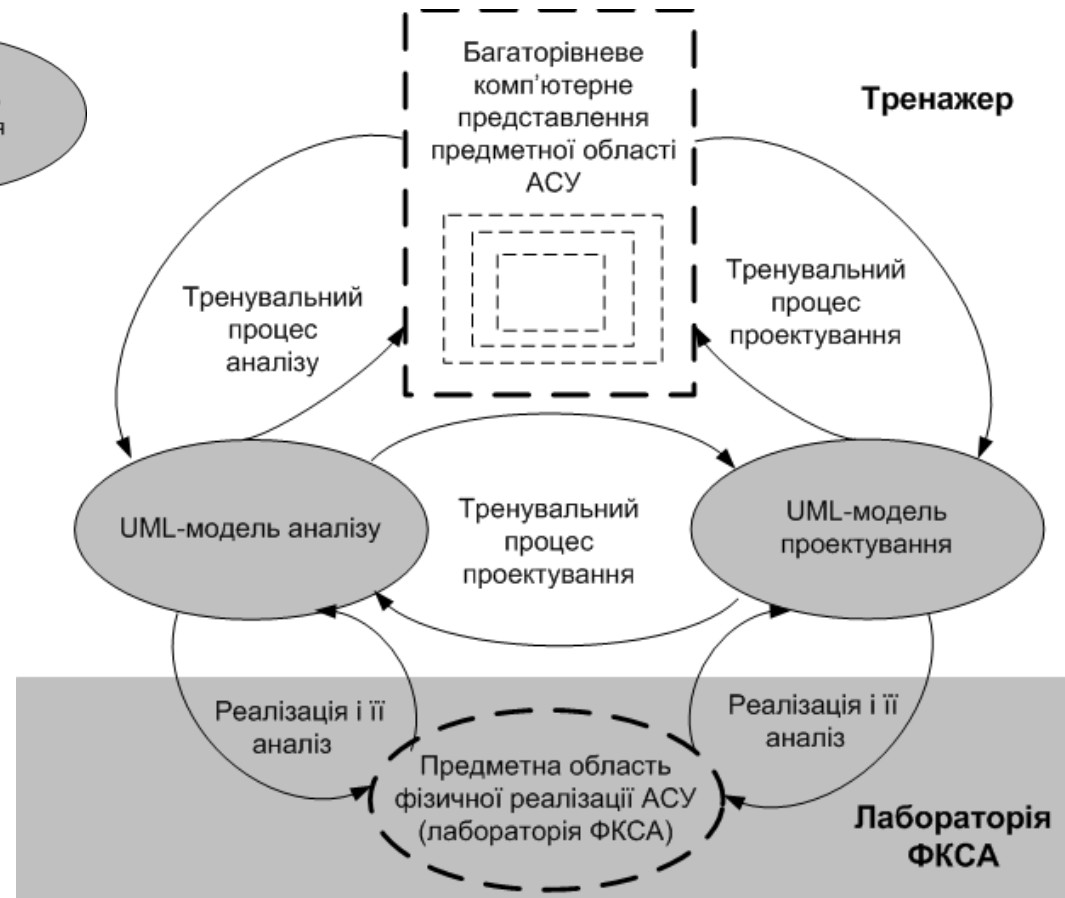 Багаторівневе
комп'ютерне
представлення
предметної області
АСУ
Тренажер
Тренувальний
процес
аналізу
Тренувальний
процес
проектування
UML-модель аналізу
Тренувальний
процес
проектування
UML-модель
проектування
Реалізація і її
аналіз
Реалізація і її
аналіз
Предметна область
фізичної реалізації АСУ
(лабораторія ФКСА)
Лабораторія
ФКСА